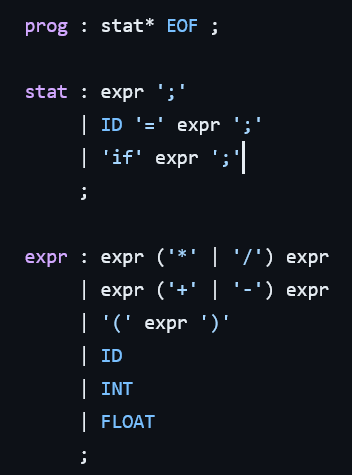 prog : stat* EOF ;
stat : expr ';'
| ID '=' expr ';'
| 'if' expr ';'
;
expr : expr ('*' | '/') expr
| expr ('+' | '-') expr
| '(' expr ')'
| ID
| INT
| FLOAT
;